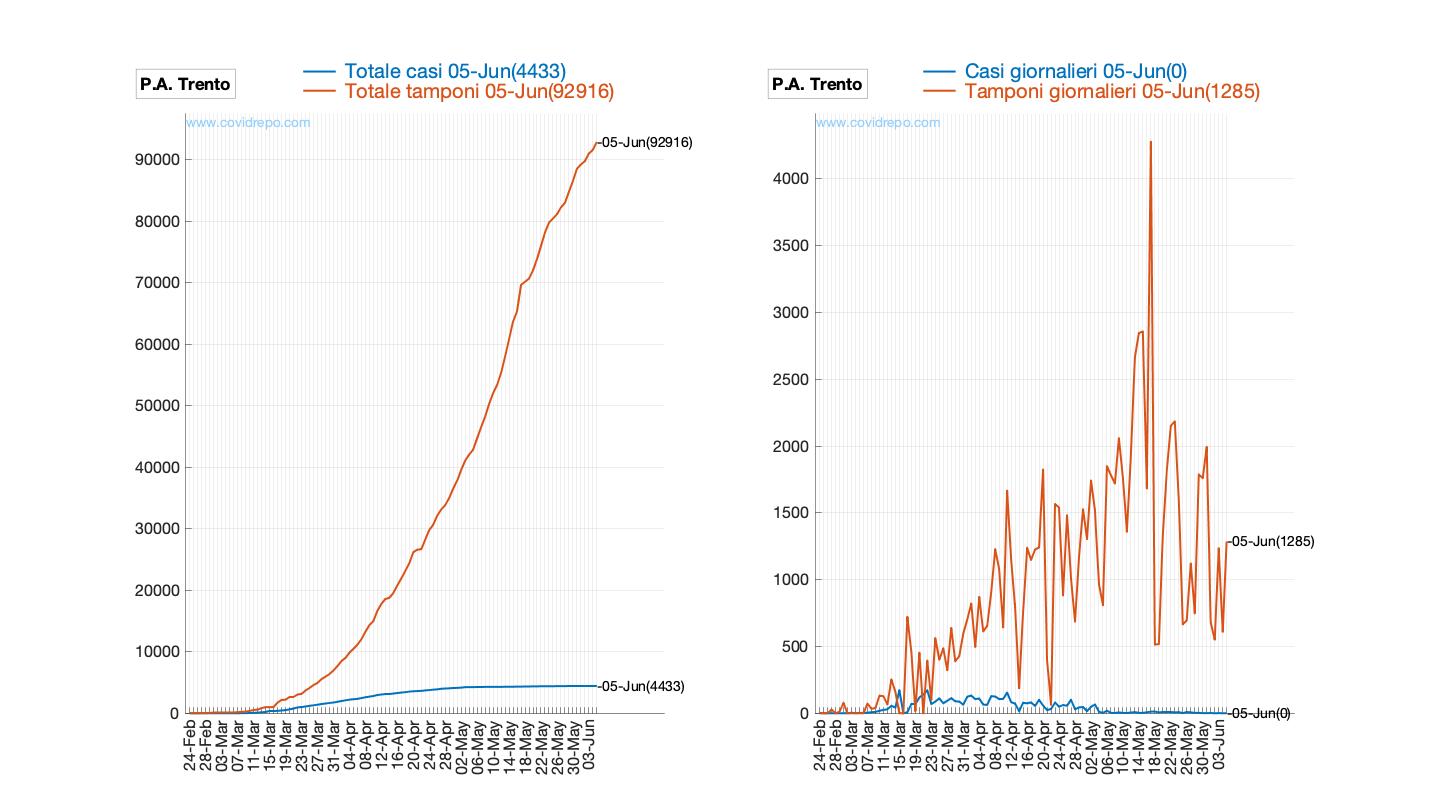 P.A. Trento
Totale casi 05-Jun(4433)
Totale tamponi 05-Jun(92916)
www.covidrepo.com
-05-Jun(92916)
-05-Jun(4433)
90000
80000
70000
60000
50000
40000
30000
20000
10000
0
24-Feb
28-Feb
03-Mar
07-Mar
11-Mar
15-Mar
19-Mar
23-Mar
27-Mar
31-Mar
04-Apr
08-Apr
12-Apr
16-Apr
20-Apr
24-Apr
28-Apr
02-May
06-May
10-May
14-May
18-May
22-May
26-May
30-May
03-Jun
P.A. Trento
Casi giornalieri 05-Jun(0)
Tamponi giornalieri 05-Jun(1285)
www.covidrepo.com
-05-Jun(1285)
-05-Jun(0)
4000
3500
3000
2500
2000
1500
1000
500
0
24-Feb
28-Feb
03-Mar
07-Mar
11-Mar
15-Mar
19-Mar
23-Mar
27-Mar
31-Mar
04-Apr
08-Apr
12-Apr
16-Apr
20-Apr
24-Apr
28-Apr
02-May
06-May
10-May
14-May
18-May
22-May
26-May
30-May
03-Jun